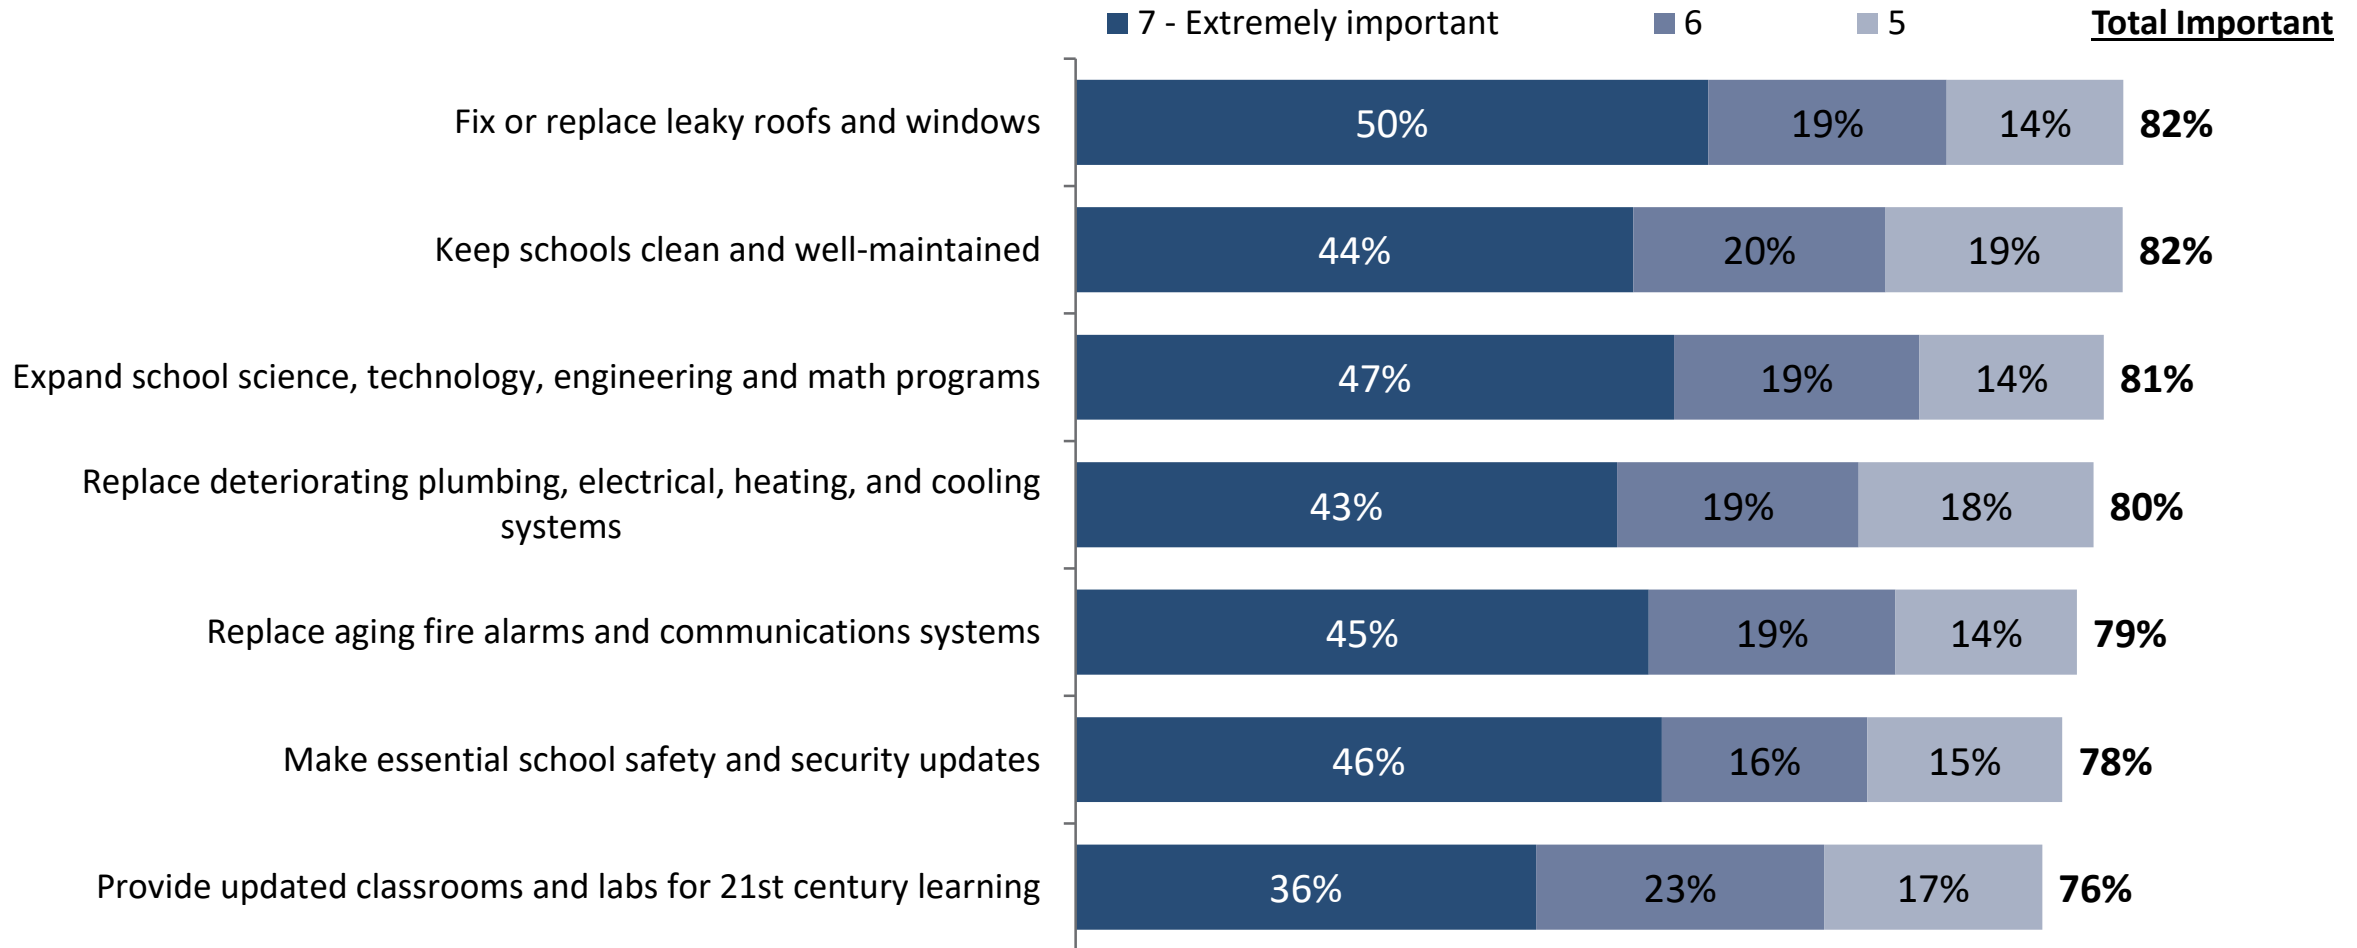 7 - Extremely important 6 5 Total Important
Fix or replace leaky roofs and windows 50% 19% 14% 82%
Keep schools clean and well-maintained 44% 20% 19% 82%
Expand school science, technology, engineering and math programs 47% 19% 14% 81%
Replace deteriorating plumbing, electrical, heating, and cooling
systems 43% 19% 18% 80%
Replace aging fire alarms and communications systems 45% 19% 14% 79%
Make essential school safety and security updates 46% 16% 15% 78%
Provide updated classrooms and labs for 21st century learning 36% 23% 17% 76%